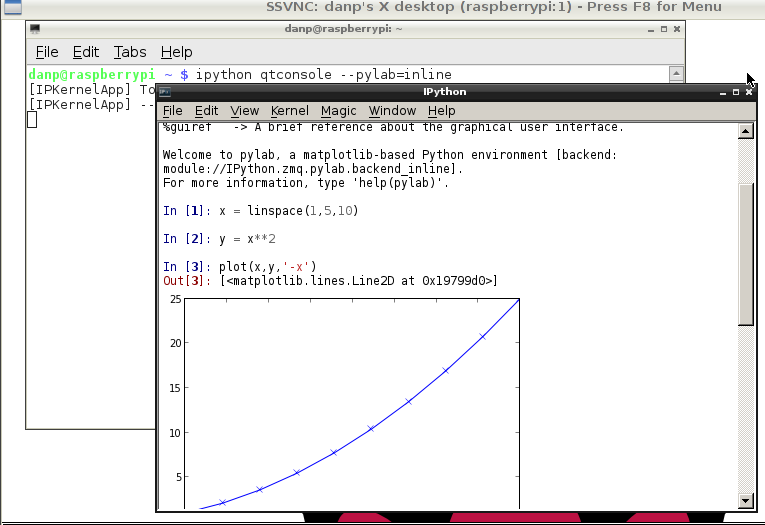 SSVNC: danp's X desktop (raspberrypi:1) - Press F8 for Menu
danp@raspberrypi: ~
File Edit Tabs Help
danp@raspberrypi ~ $ ipython qtconsole --pylab=inline
[IPKernelApp] To
[IPKernelApp] --
IPython
File Edit View Kernel Magic Window Help
%guiref -> A brief reference about the graphical user interface.
Welcome to pylab, a matplotlib-based Python environment [backend:
module://IPython.zmq.pylab.backend_inline].
For more information, type 'help(pylab)'.
In [1]: x = linspace(1,5,10)
In [2]: y = x**2
In [3]: plot(x,y,'-x')
Out[3]: [<matplotlib.lines.Line2D at 0x19799d0>]
25
20
15
10
5